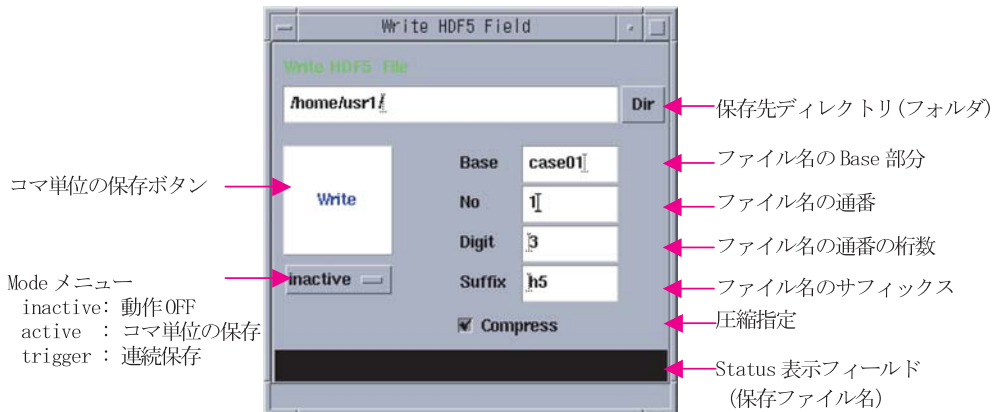 Write HDF5 Field
Write HDF5 File
/home/usr1/
Dir
保存先ディレクトリ(フォルダ)
コマ単位の保存ボタン
Write
Base
case01
ファイル名の Base 部分
No
1
ファイル名の通番
Digit
3
ファイル名の通番の桁数
Mode メニュー
inactive: 動作OFF
active : コマ単位の保存
trigger : 連続保存
inactive
Suffix
h5
ファイル名のサフィックス
Compress
圧縮指定
Status 表示フィールド
(保存ファイル名)